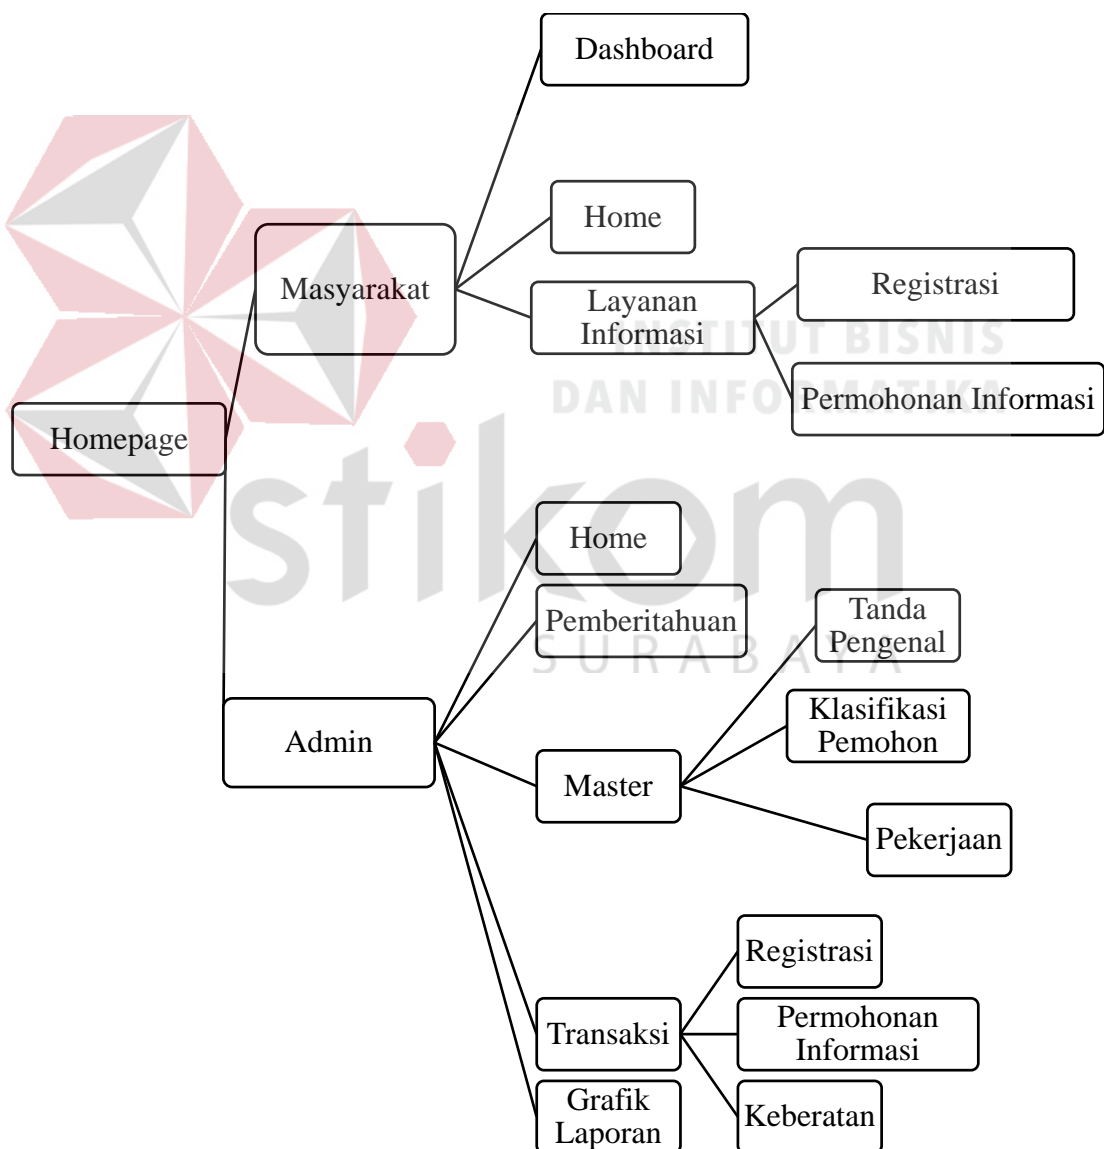 Dashboard
Home
Masyarakat
Layanan
Informasi
Registrasi
INSTITUT BISNIS
DAN INFORMATIKA
Permohonan Informasi
Homepage
stikom
SURABAYA
Home
Pemberitahuan
Tanda
Pengenal
Klasifikasi
Pemohon
Admin
Master
Pekerjaan
Registrasi
Transaksi
Permohonan
Informasi
Grafik
Laporan
Keberatan